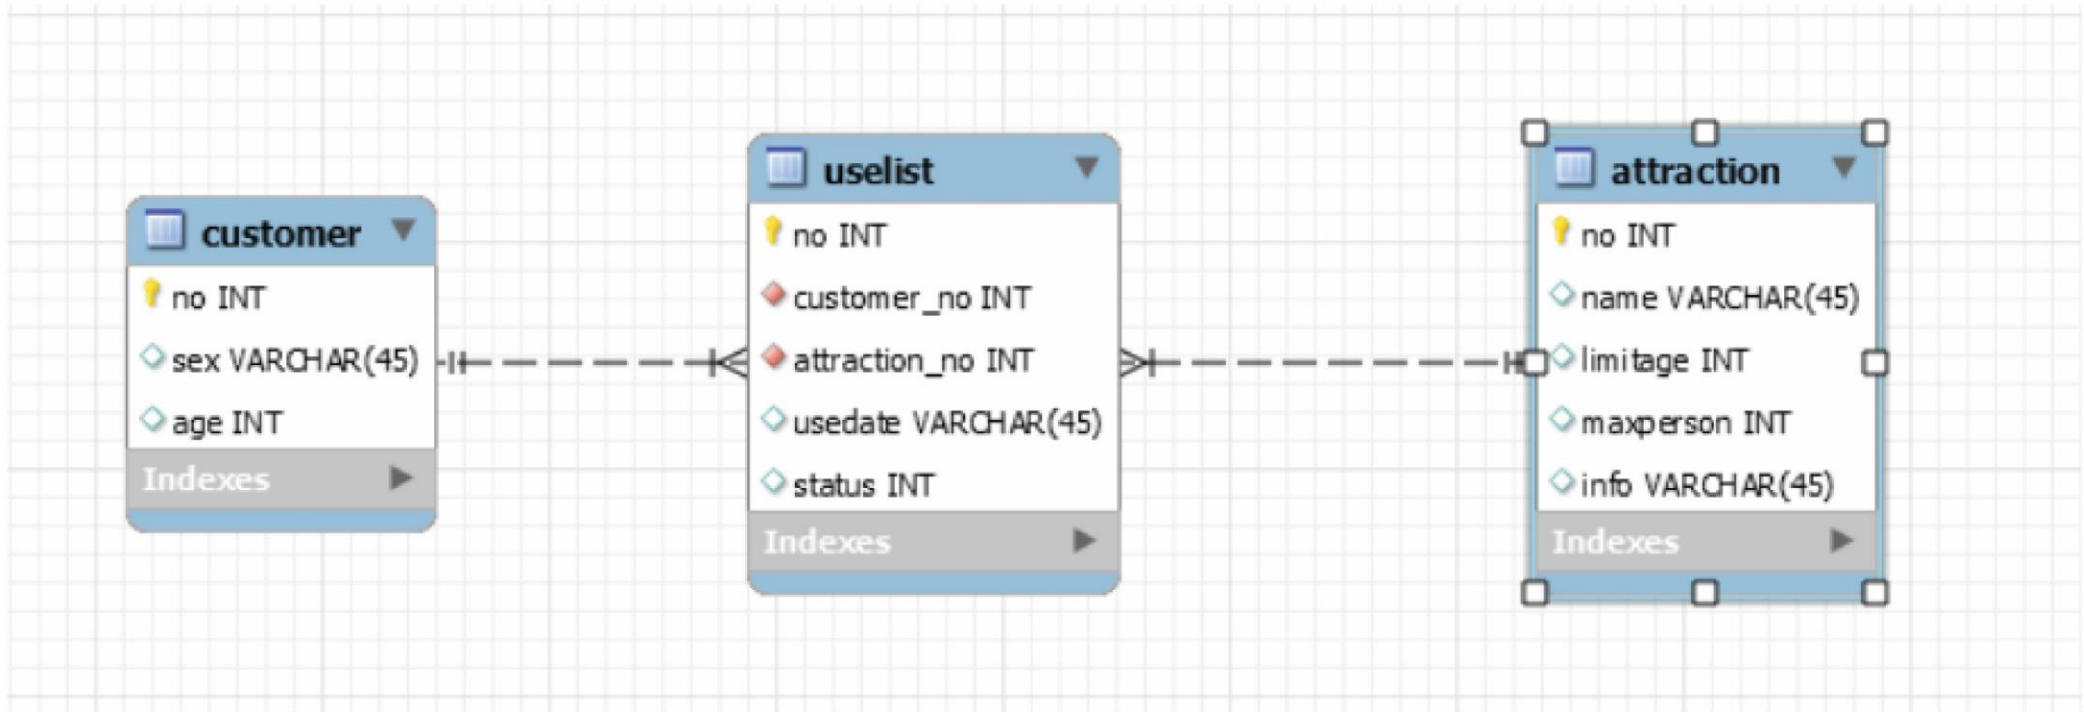 customer
no INT
sex VARCHAR(45)
age INT
Indexes
uselist
no INT
customer_no INT
attraction_no INT
usedate VARCHAR(45)
status INT
Indexes
attraction
no INT
name VARCHAR(45)
limitage INT
maxperson INT
info VARCHAR(45)
Indexes